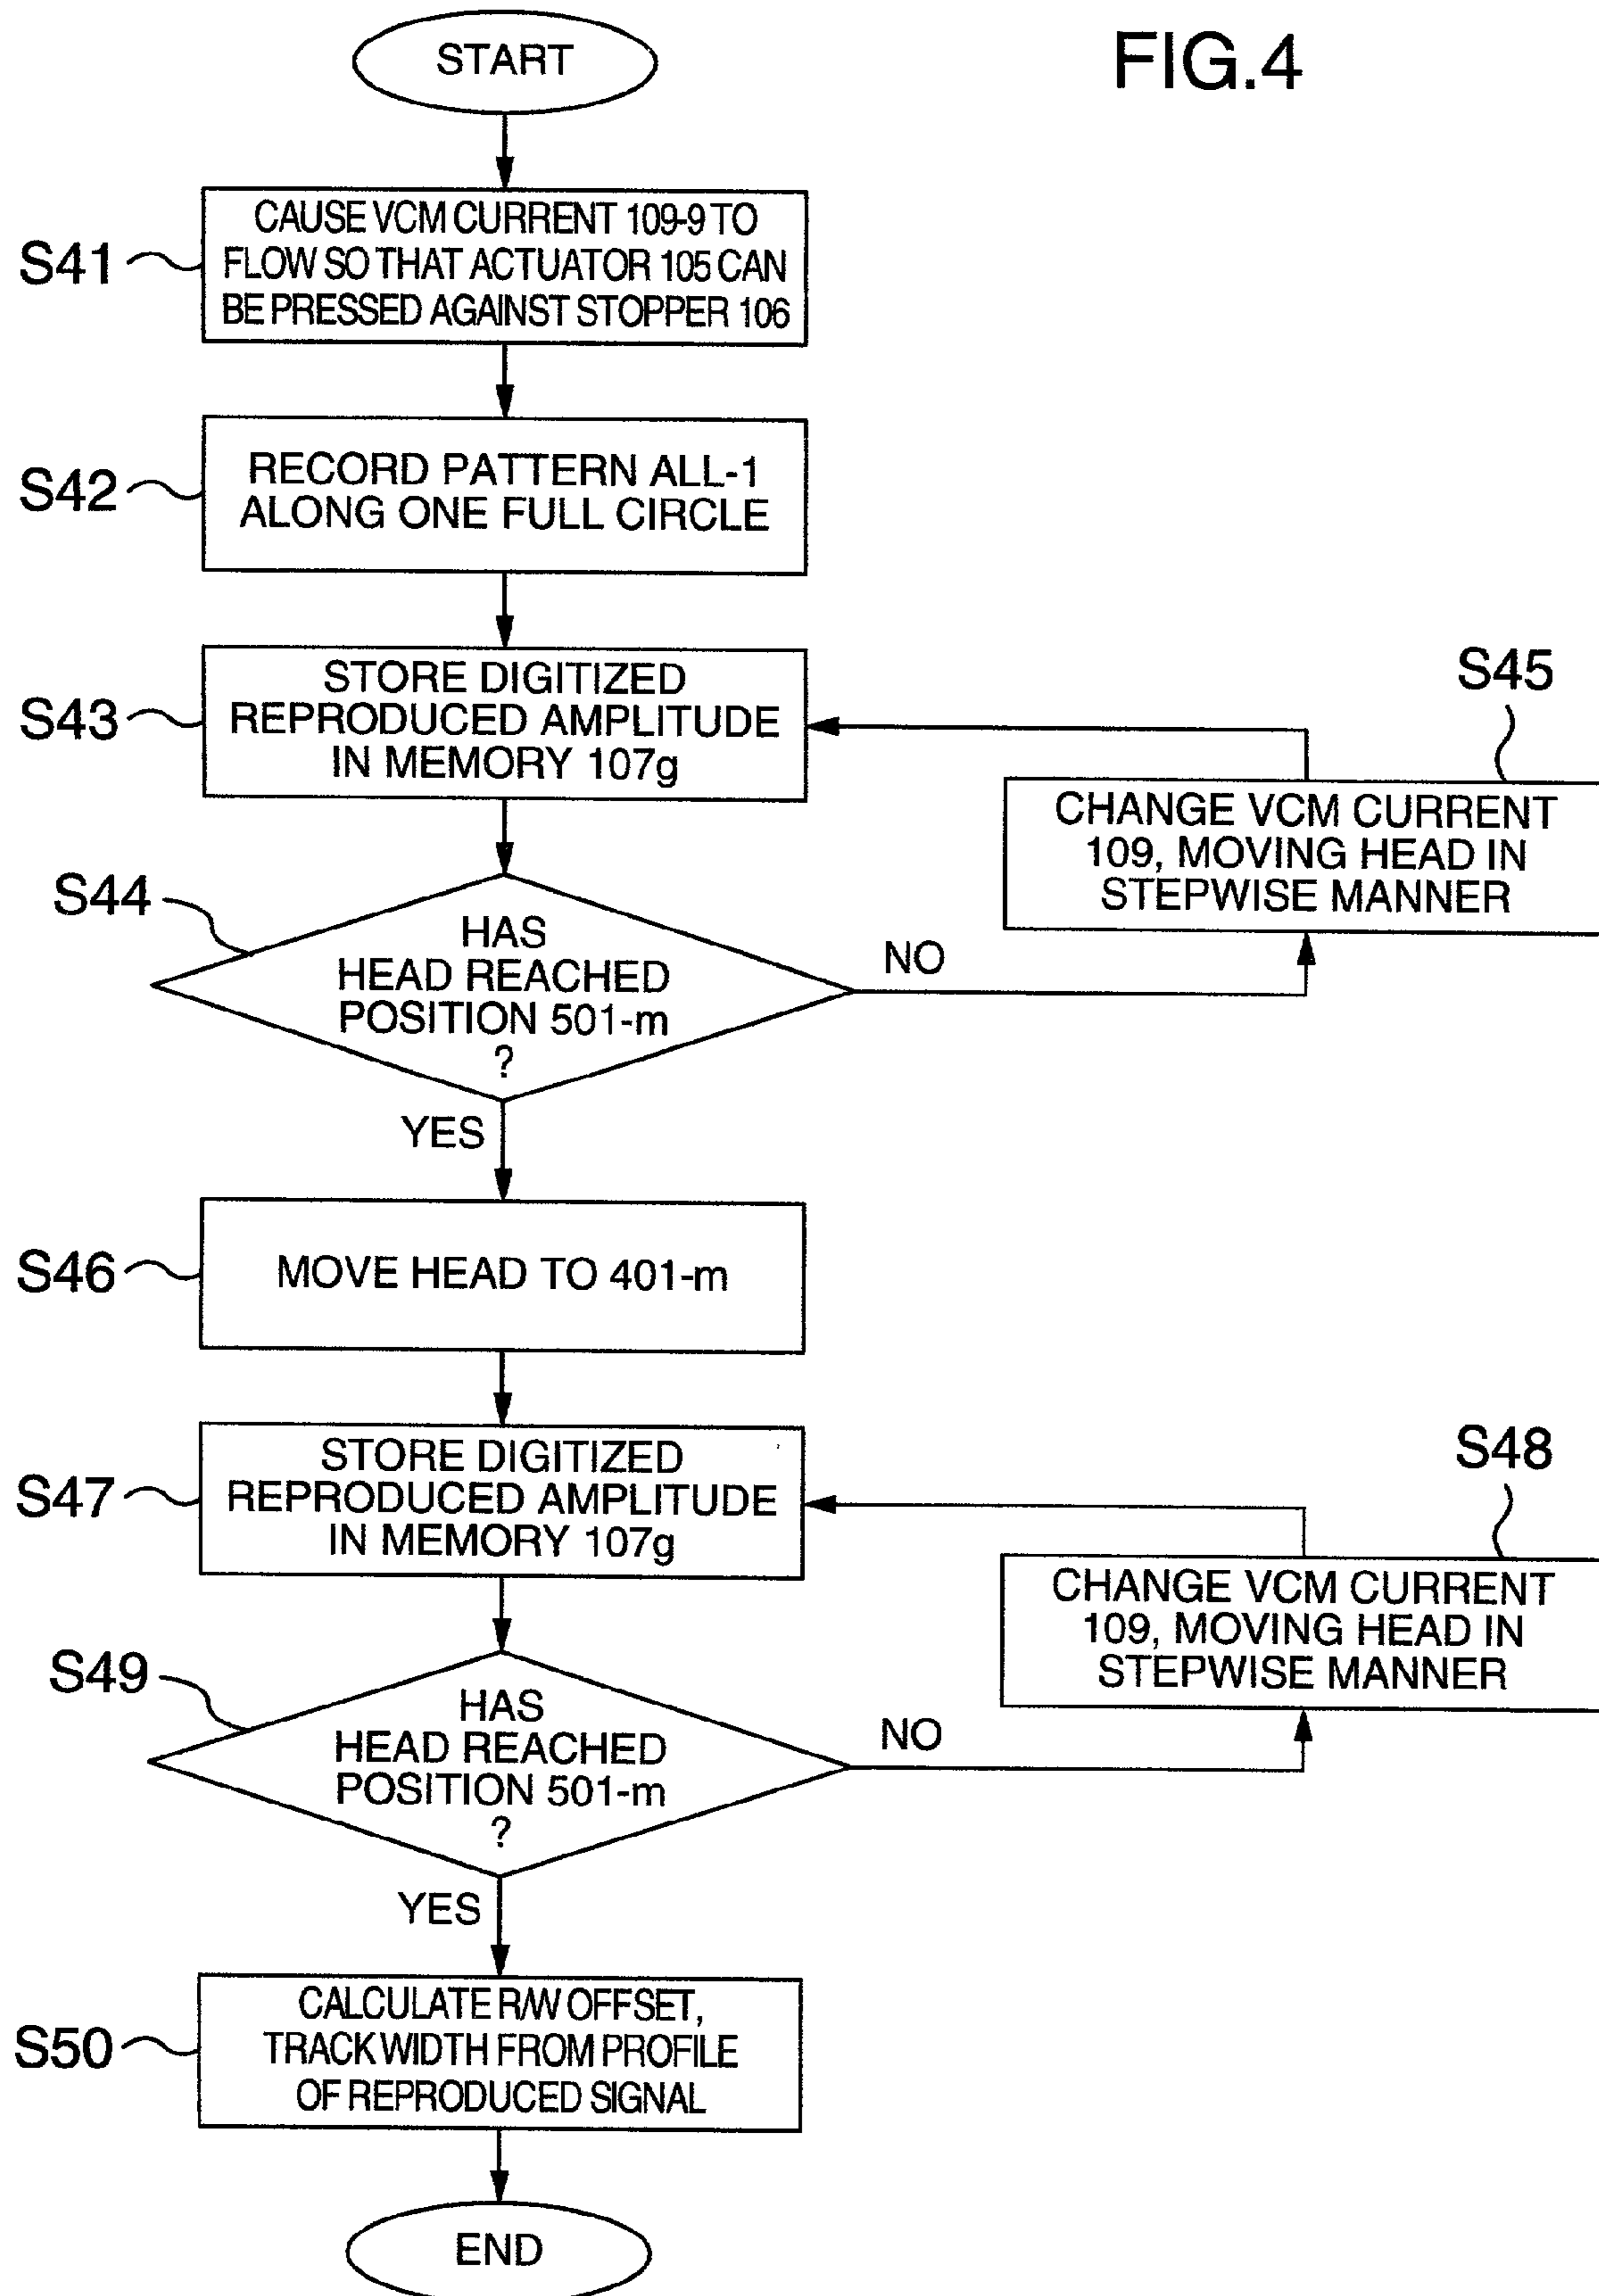 START
FIG.4
S41
CAUSE VCM CURRENT 109-9 TO
FLOW SO THAT ACTUATOR 105 CAN
BE PRESSED AGAINST STOPPER 106
S42
RECORD PATTERN ALL-1
ALONG ONE FULL CIRCLE
S43
STORE DIGITIZED
REPRODUCED AMPLITUDE
IN MEMORY 107g
S45
CHANGE VCM CURRENT
109, MOVING HEAD IN
STEPWISE MANNER
S44
HAS
HEAD REACHED
POSITION 501-m
?
NO
YES
S46
MOVE HEAD TO 401-m
S47
STORE DIGITIZED
REPRODUCED AMPLITUDE
IN MEMORY 107g
S48
CHANGE VCM CURRENT
109, MOVING HEAD IN
STEPWISE MANNER
S49
HAS
HEAD REACHED
POSITION 501-m
?
NO
YES
S50
CALCULATE R/W OFFSET,
TRACK WIDTH FROM PROFILE
OF REPRODUCED SIGNAL
END